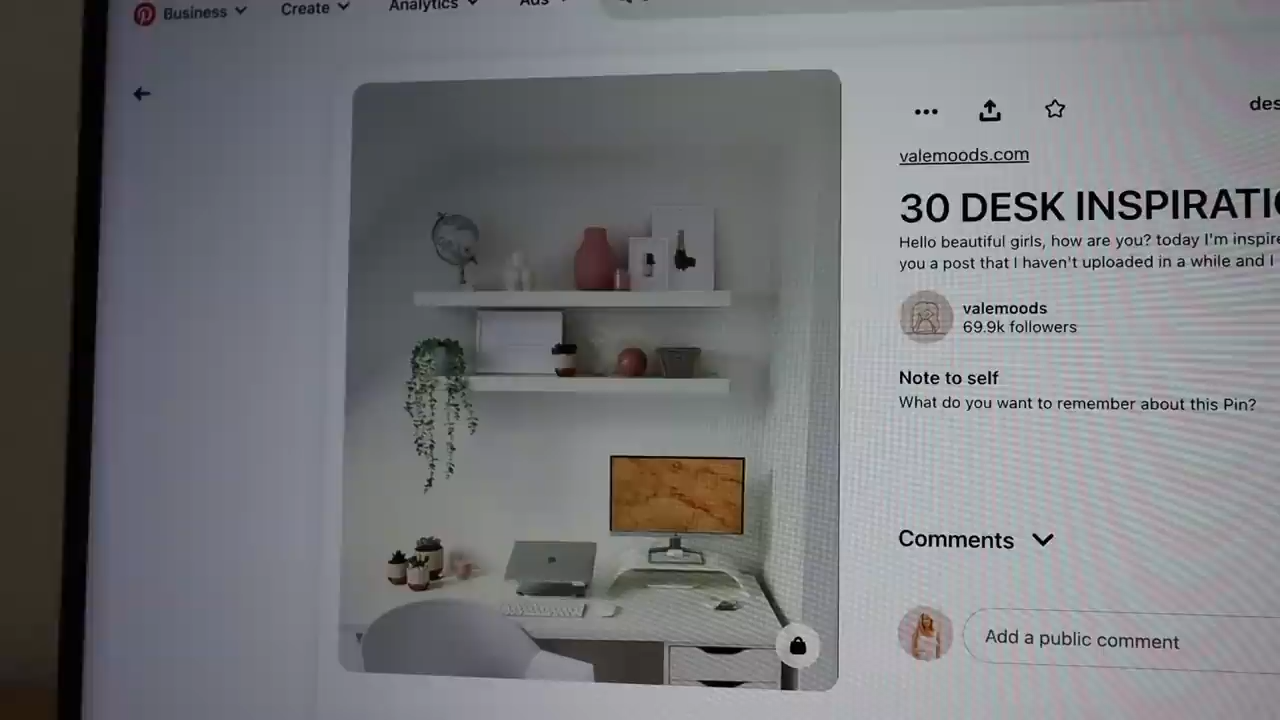 Business
Create
Analytics
Ads
des
valemoods.com
30 DESK INSPIRATI
Hello beautiful girls, how are you? today I'm inspire
you a post that I haven't uploaded in a while and I
valemoods
69.9k followers
Note to self
What do you want to remember about this Pin?
Comments
Add a public comment